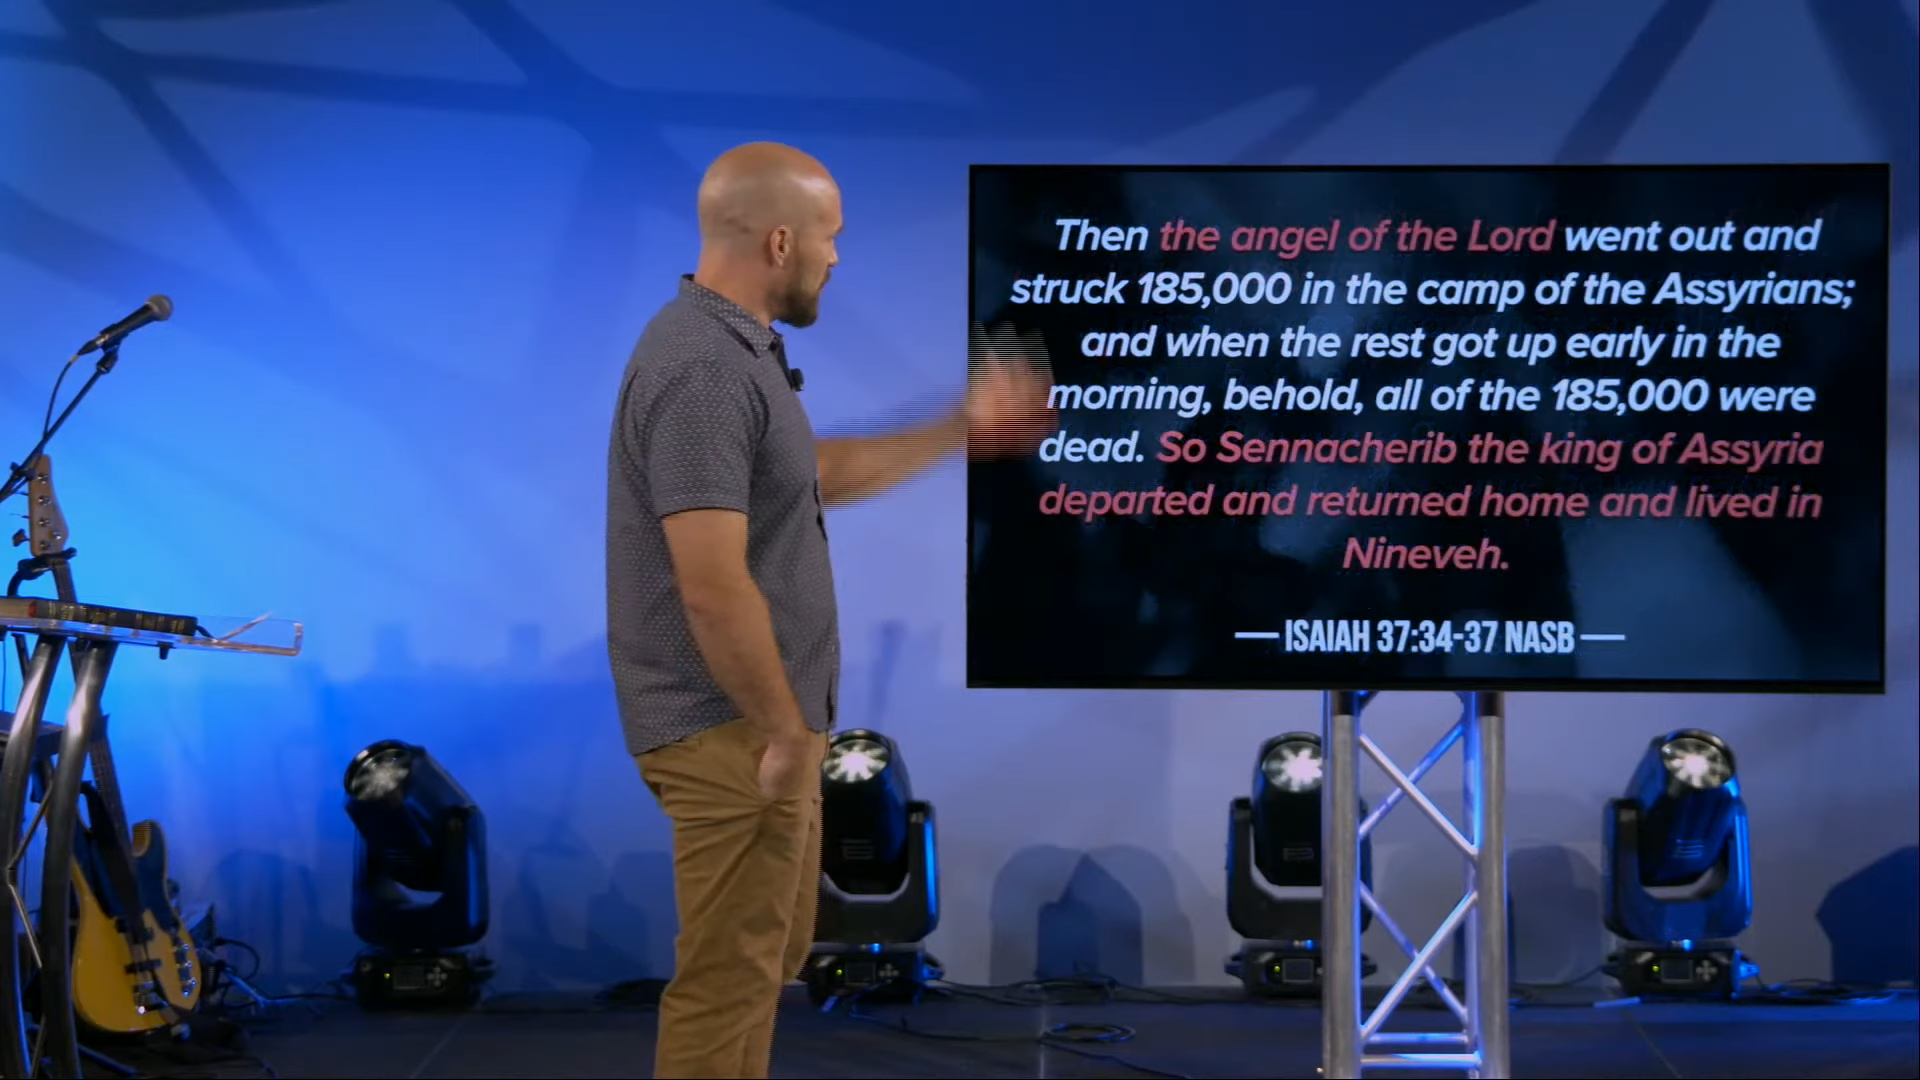 Then the angel of the Lord went out and
struck 185,000 in the camp of the Assyrians;
and when the rest got up early in the
morning, behold, all of the 185,000 were
dead. So Sennacherib the king of Assyria
departed and returned home and lived in
Nineveh.
— ISAIAH 37:34-37 NASB —